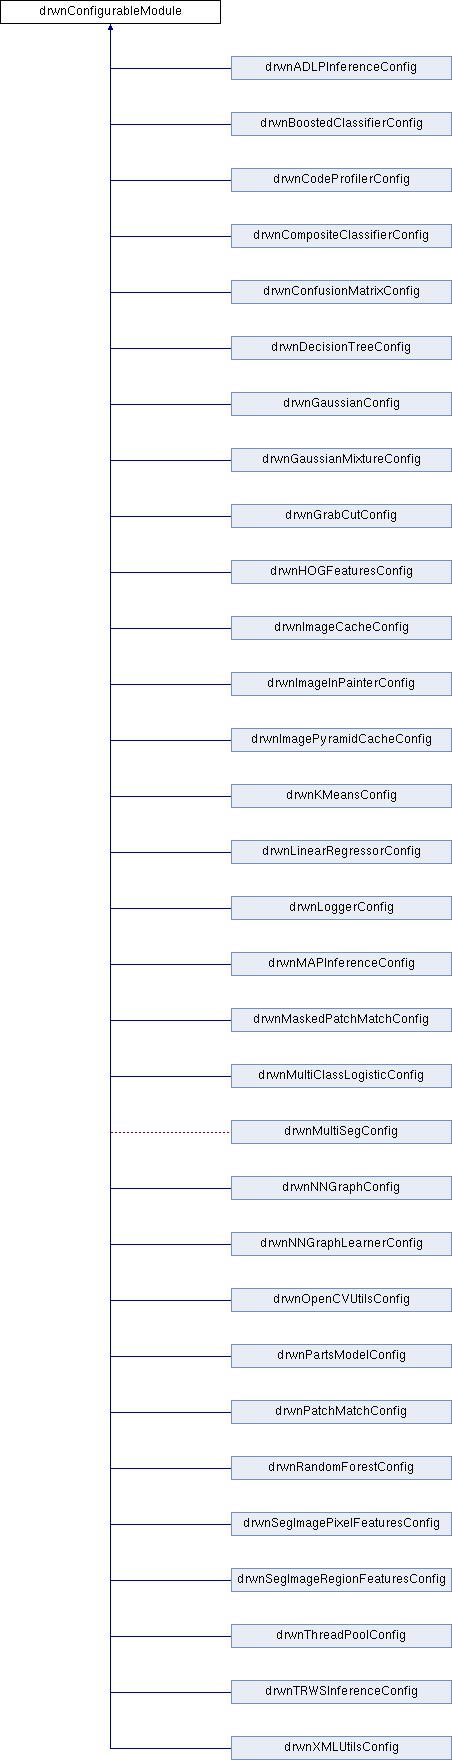 drwnConfigurableModule
drwnADLPInferenceConfig
drwnBoostedClassifierConfig
drwnCodeProfilerConfig
drwnCompositeClassifierConfig
drwnConfusionMatrixConfig
drwnDecisionTreeConfig
drwnGaussianConfig
drwnGaussianMixtureConfig
drwnGrabCutConfig
drwnHOGFeaturesConfig
drwnImageCacheConfig
drwnImageInPainterConfig
drwnImagePyramidCacheConfig
drwnKMeansConfig
drwnLinearRegressorConfig
drwnLoggerConfig
drwnMAPInferenceConfig
drwnMaskedPatchMatchConfig
drwnMultiClassLogisticConfig
drwnMultiSegConfig
drwnNNGraphConfig
drwnNNGraphLearnerConfig
drwnOpenCVUtilsConfig
drwnPartsModelConfig
drwnPatchMatchConfig
drwnRandomForestConfig
drwnSegImagePixelFeaturesConfig
drwnSegImageRegionFeaturesConfig
drwnThreadPoolConfig
drwnTRWSInferenceConfig
drwnXMLUtilsConfig